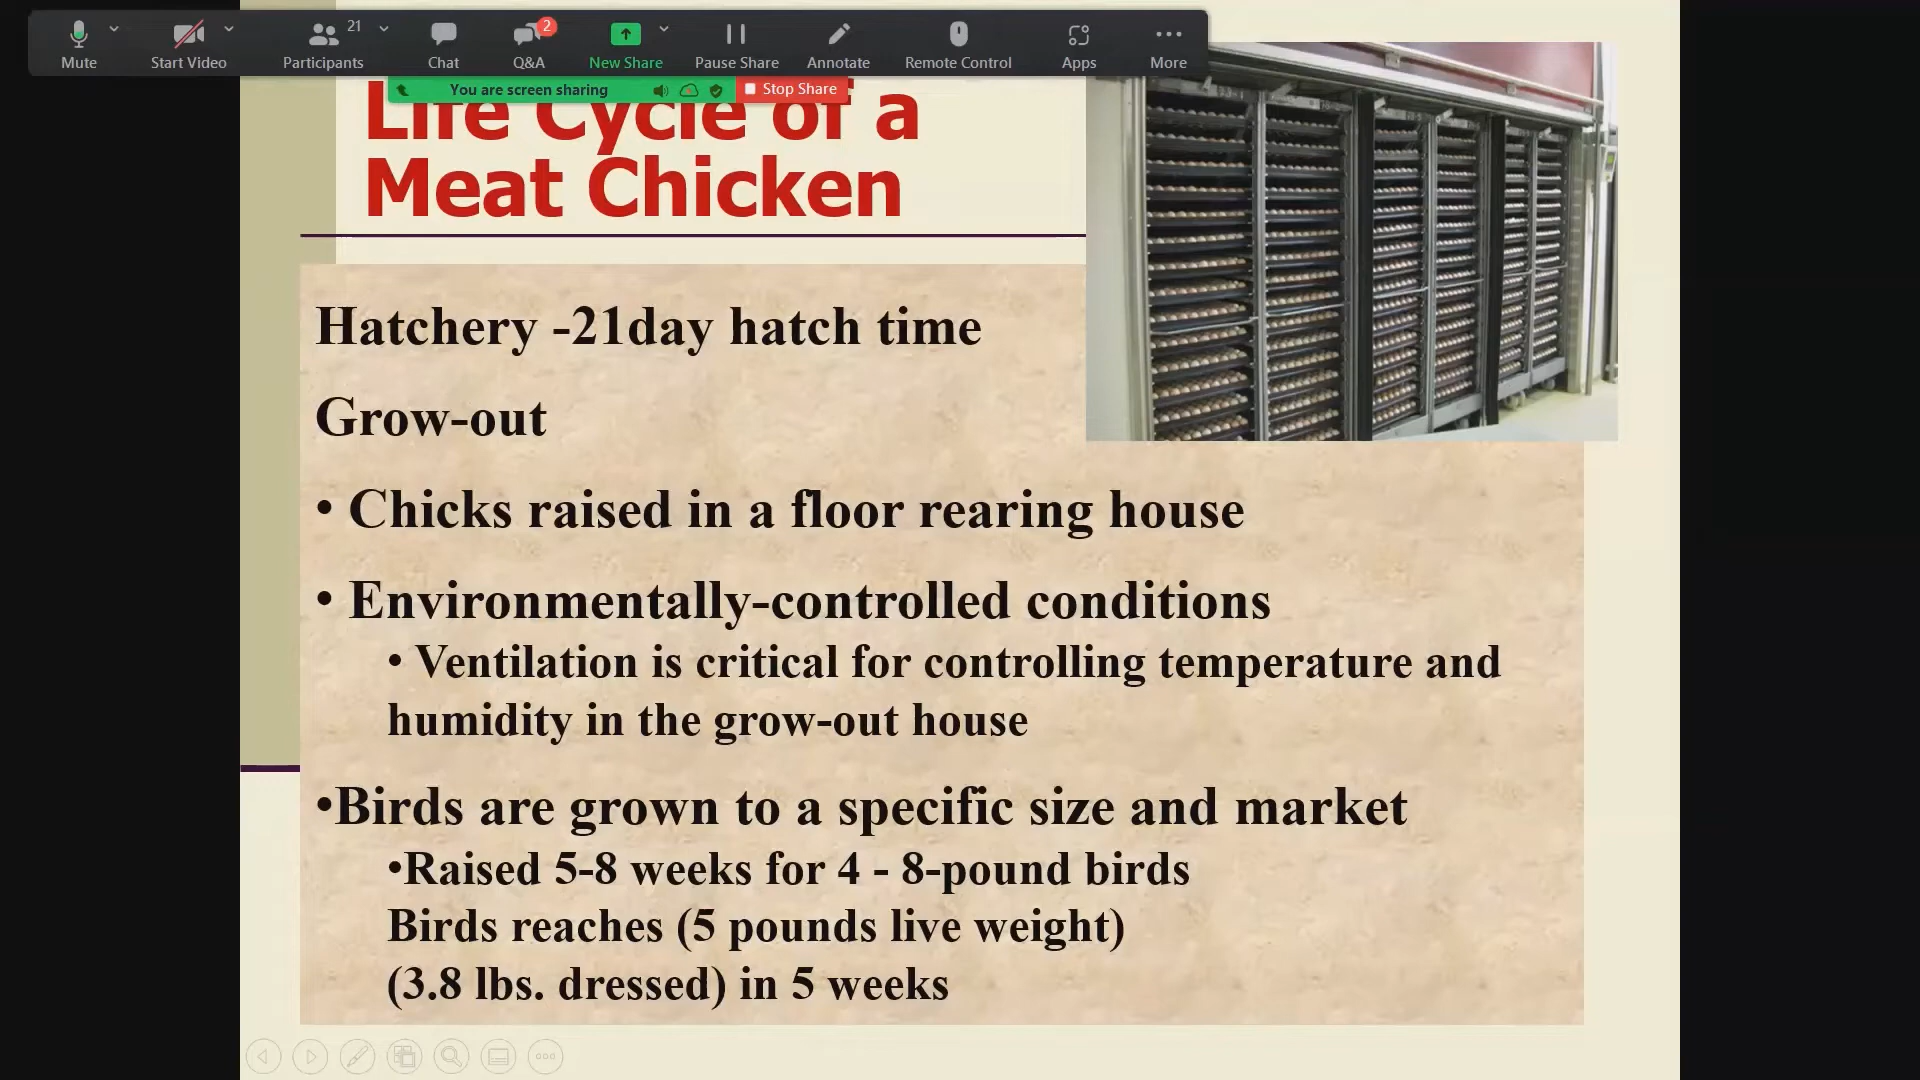 21
2
Mute
Start Video
Participants
Chat
Q&A
New Share
Pause Share
Annotate
Remote Control
Apps
More
You are screen sharing
Stop Share
Life Cycle of a
Meat Chicken
Hatchery -21day hatch time
Grow-out
• Chicks raised in a floor rearing house
• Environmentally-controlled conditions
• Ventilation is critical for controlling temperature and
humidity in the grow-out house
•Birds are grown to a specific size and market
•Raised 5-8 weeks for 4 - 8-pound birds
Birds reaches (5 pounds live weight)
(3.8 lbs. dressed) in 5 weeks